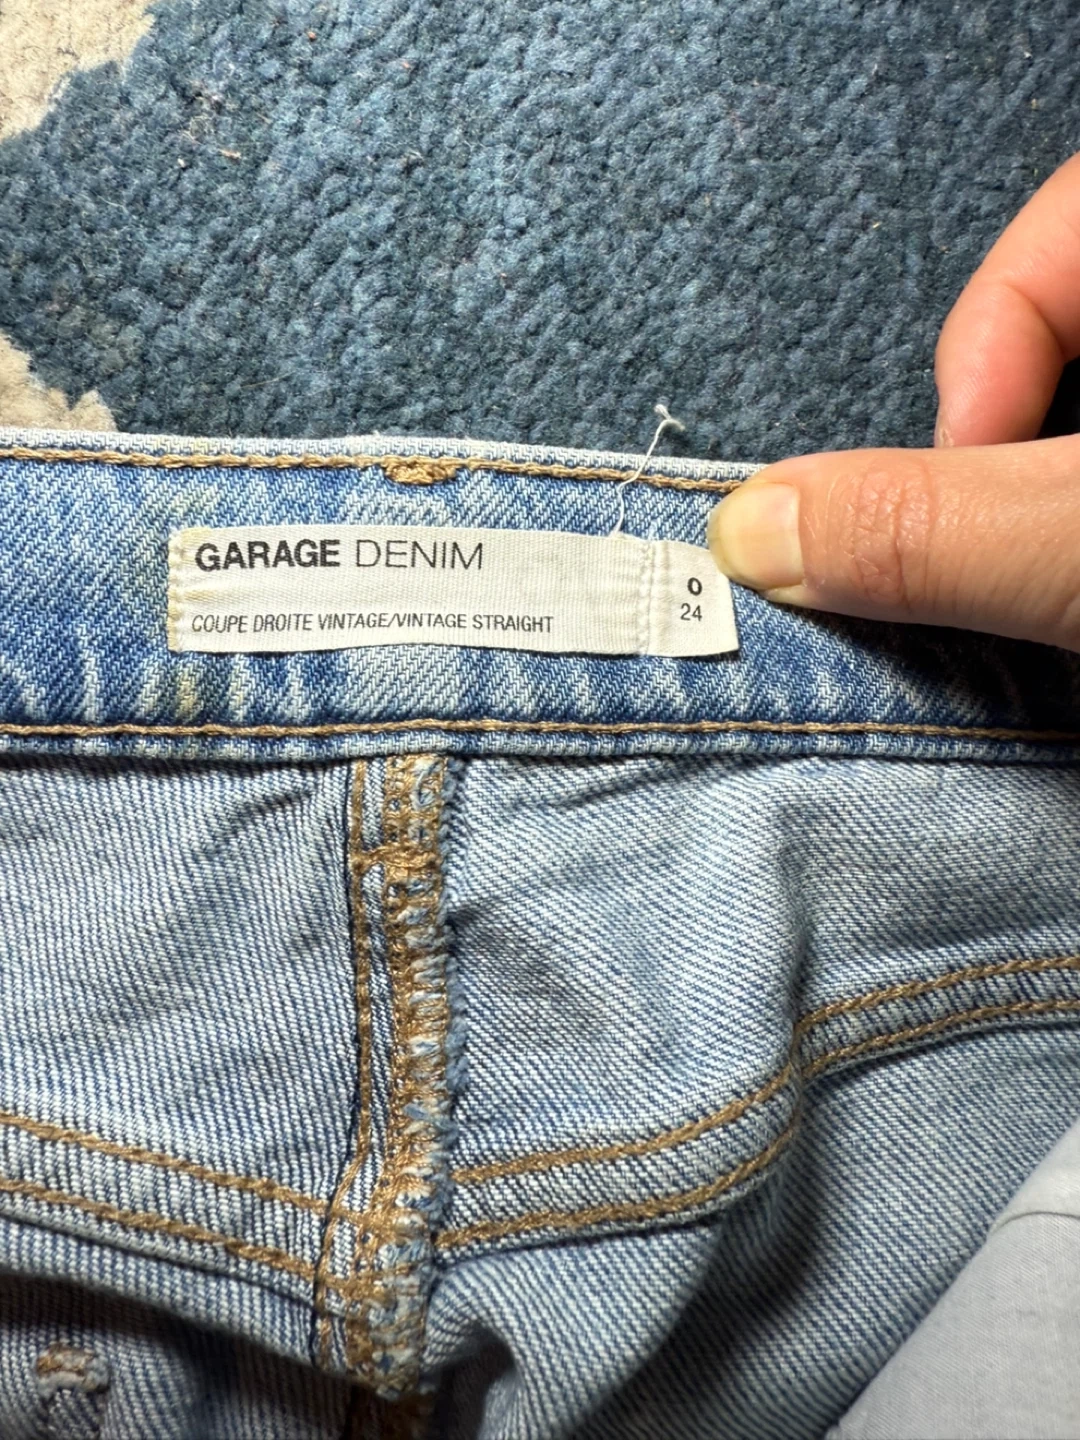 GARAGE DENIM
COUPE DROITE VINTAGE/VINTAGE STRAIGHT
0
24